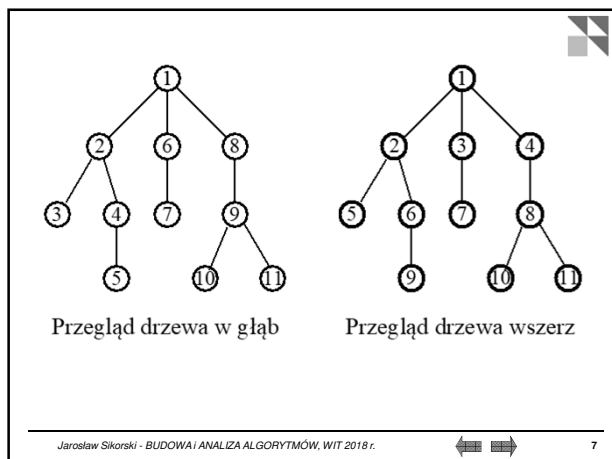 1 1
2 6 8 2 3 4
3 4 7 9 5 6 7 8
5 10 11 9 10 11
Przegląd drzewa w głąb Przegląd drzewa wszerz
Jarosław Sikorski - BUDOWA i ANALIZA ALGORYTMÓW, WIT 2018 r. 7